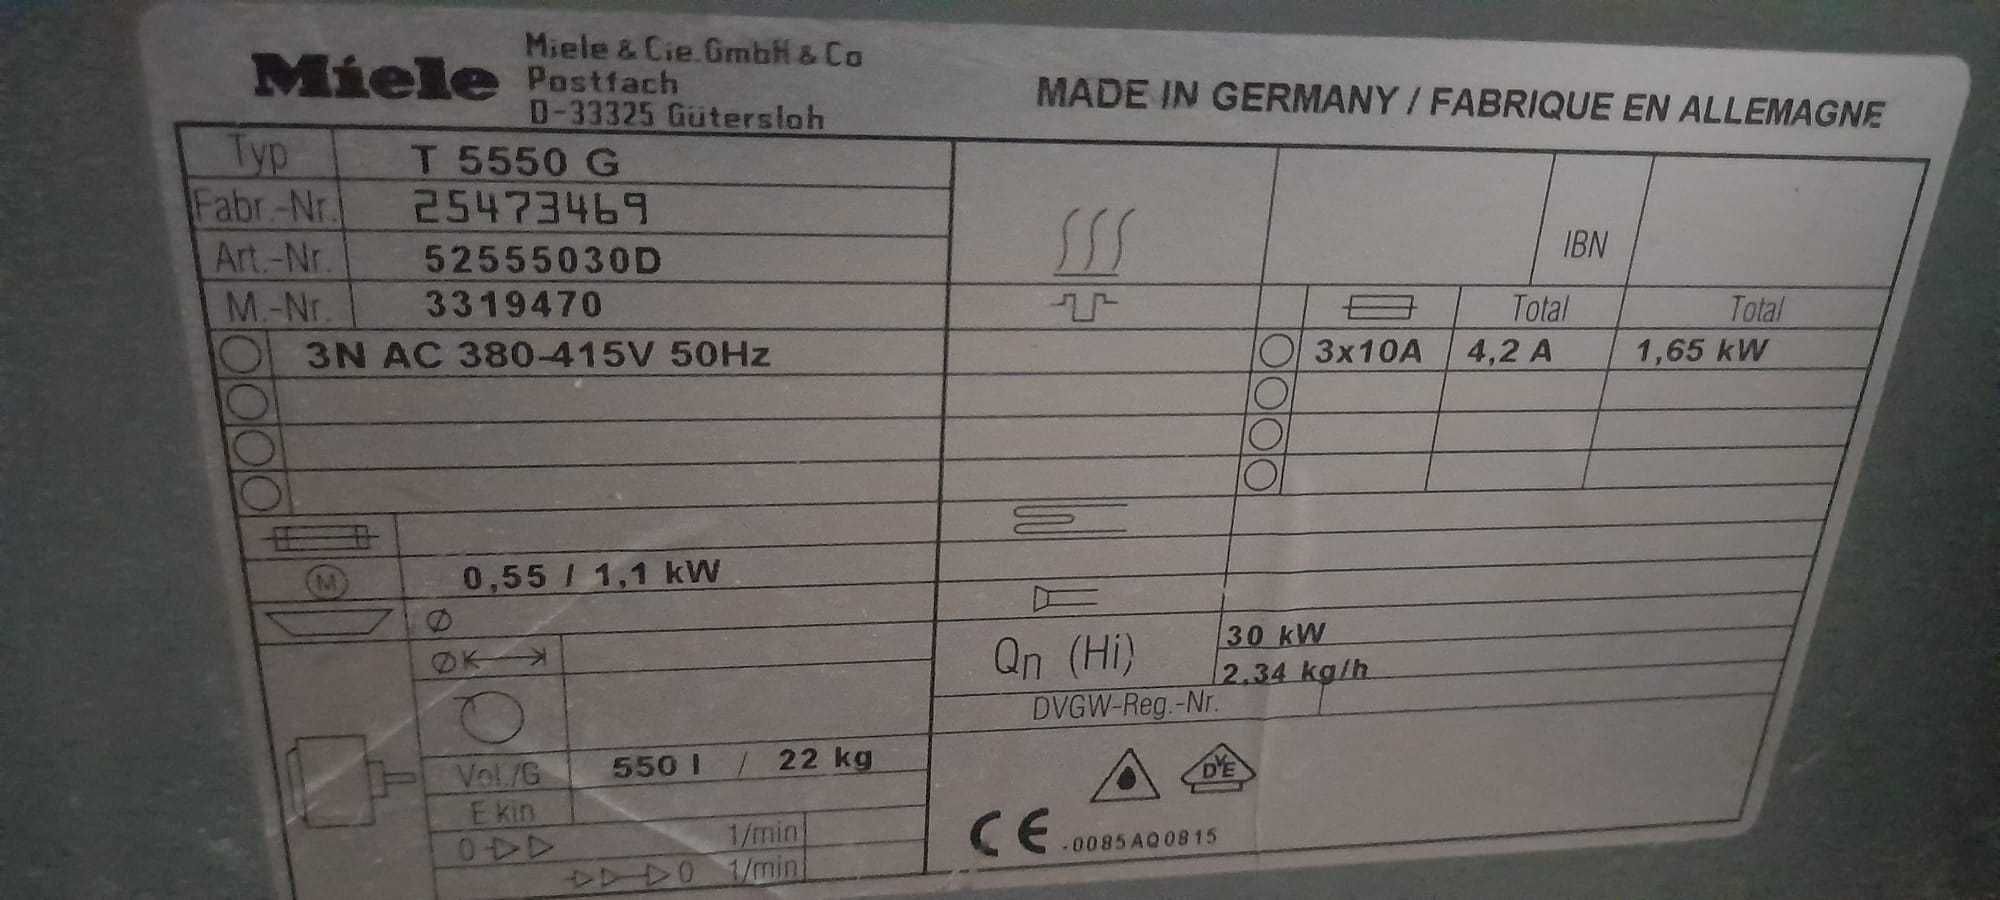 Miele
Miele & Cie.GmbH & Co
Postfach
D-33325 Gütersloh
MADE IN GERMANY / FABRIQUE EN ALLEMAGNE
Typ T 5550 G
Fabr.-Nr. 25473469
Art.-Nr. 52555030D
M.-Nr. 3319470
3N AC 380-415V 50Hz
IBN
Total Total
3x10A 4,2 A 1,65 kW
M 0,55 / 1,1 kW
Ø
ØK
Vol./G 550 l / 22 kg
E kin
0 1/min
0 1/min
Qn (Hi) 30 kW
2,34 kg/h
DVGW-Reg.-Nr.
DVE
CE -0085AQ0815